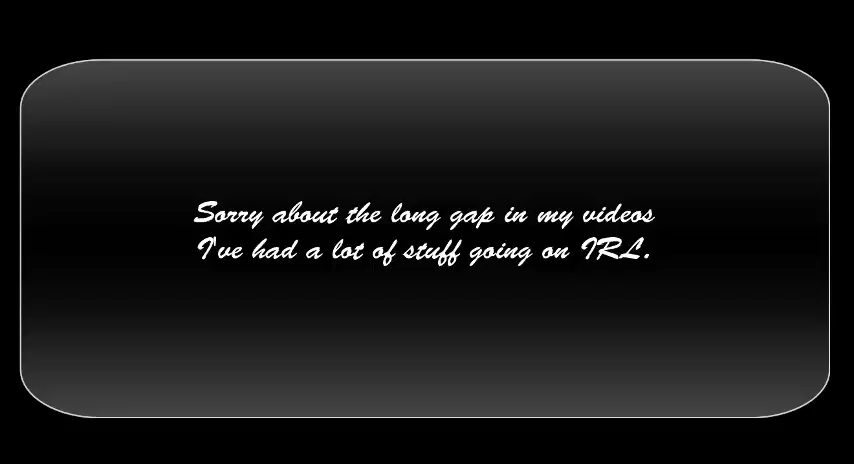 Sorry about the long gap in my videos
I've had a lot of stuff going on IRL.